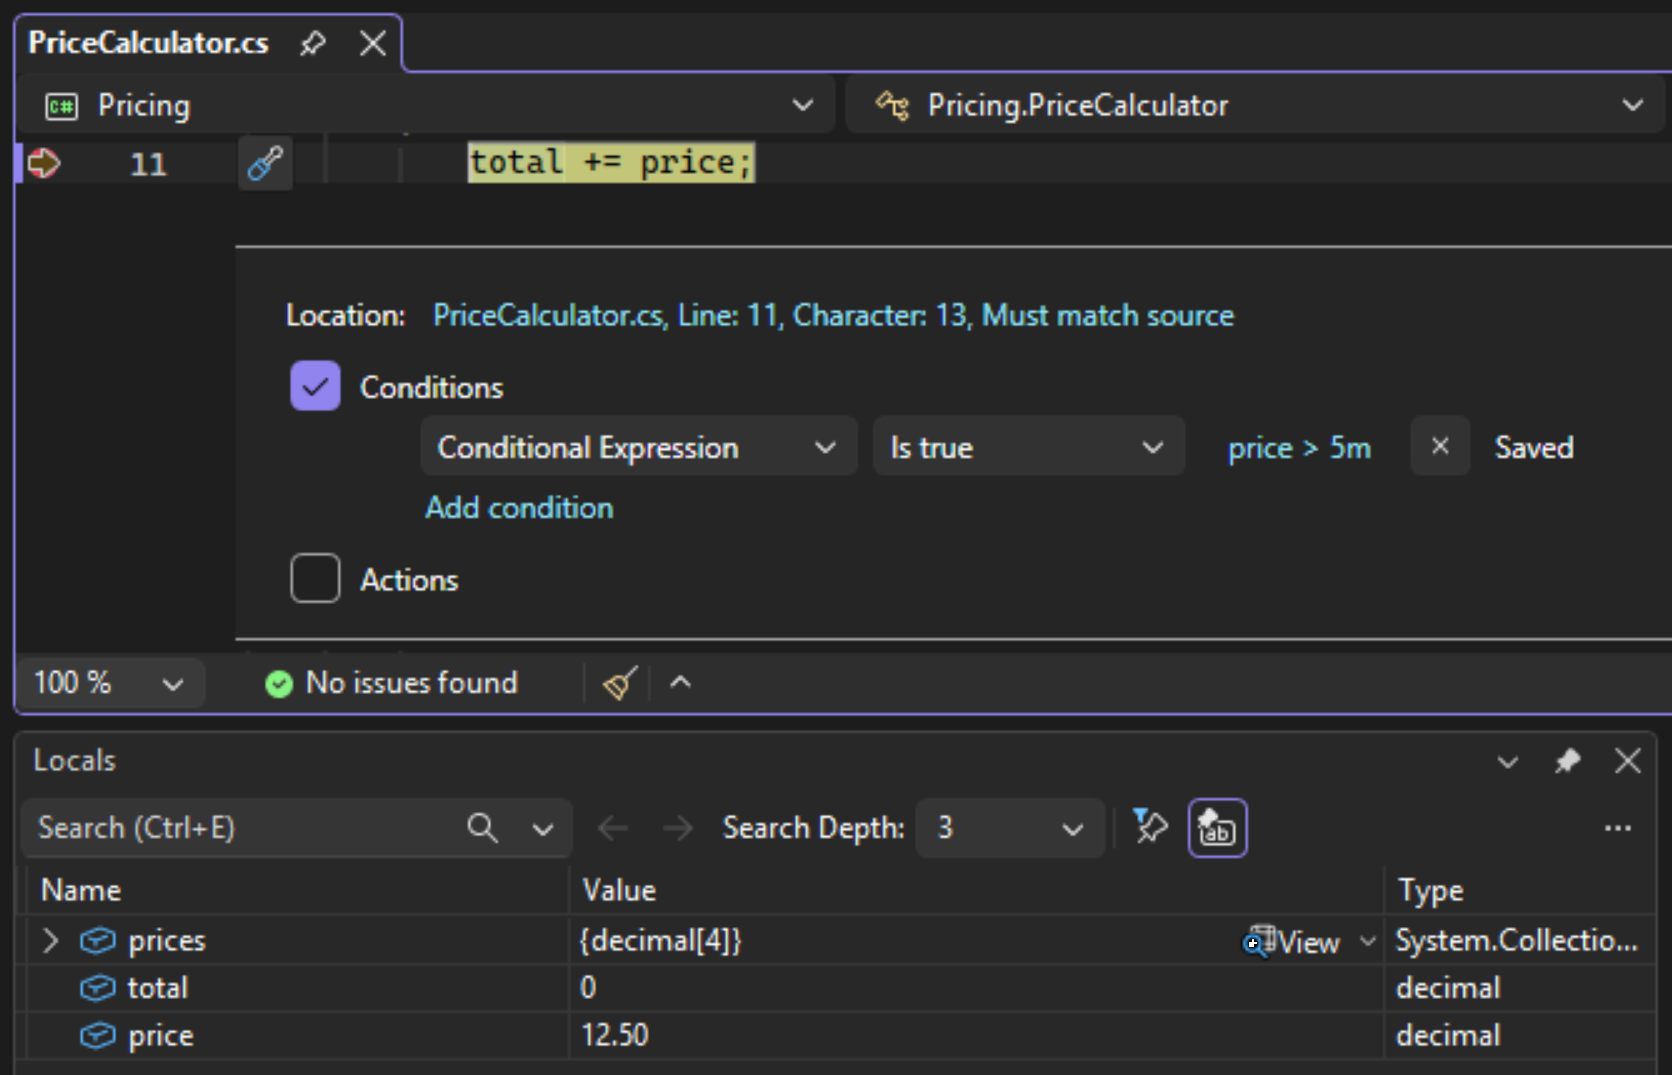 PriceCalculator.cs
C# Pricing Pricing.PriceCalculator
11 total += price;
Location: PriceCalculator.cs, Line: 11, Character: 13, Must match source
Conditions
Conditional Expression Is true price > 5m Saved
Add condition
Actions
100 % No issues found
Locals
Search (Ctrl+E) Search Depth: 3 ab
Name Value Type
prices {decimal[4]} View System.Collectio...
total 0 decimal
price 12.50 decimal